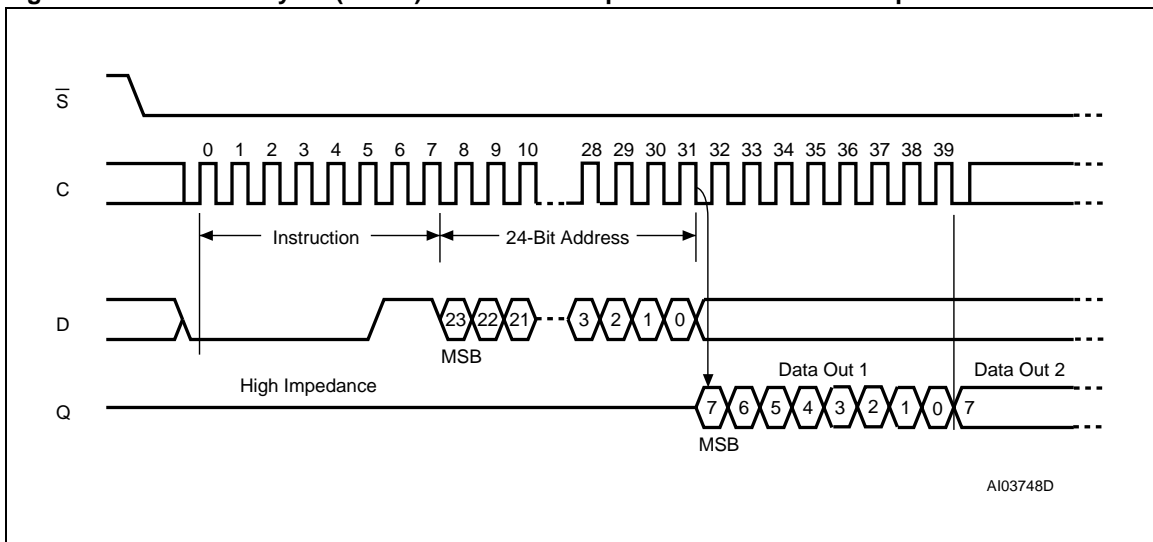 S
0 1 2 3 4 5 6 7 8 9 10 28 29 30 31 32 33 34 35 36 37 38 39
C
Instruction 24-Bit Address
D 23 22 21 3 2 1 0
MSB
High Impedance Data Out 1 Data Out 2
Q 7 6 5 4 3 2 1 0 7
MSB
AI03748D